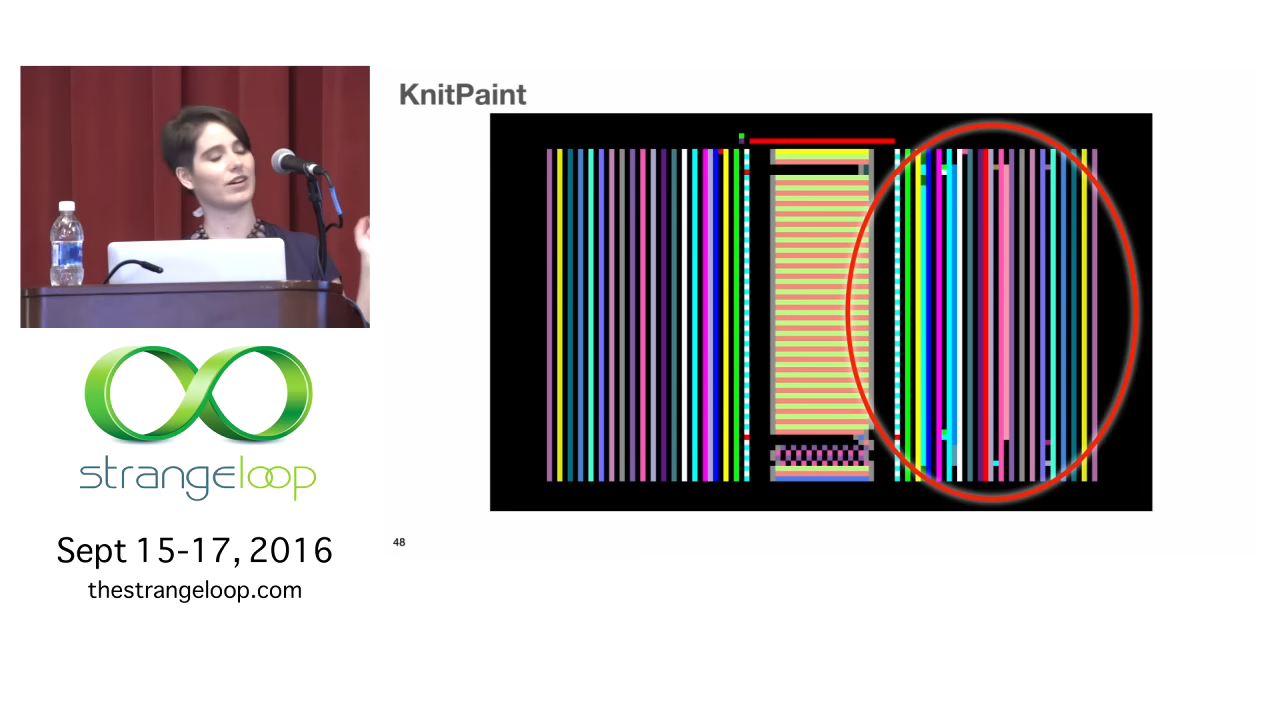 KnitPaint
strangeloop
Sept 15-17, 2016
thestrangeloop.com
48